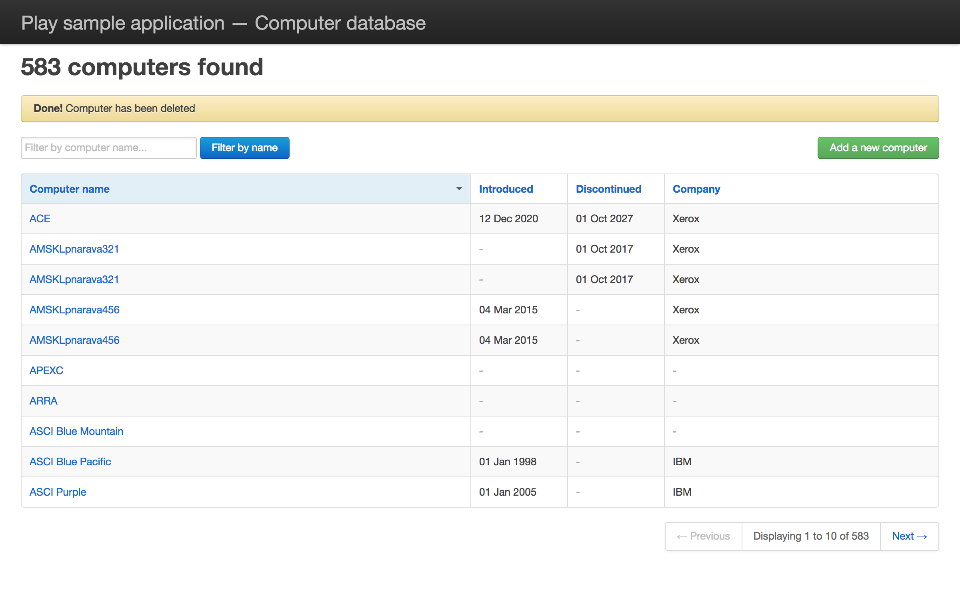 Play sample application — Computer database
583 computers found
Done! Computer has been deleted
Filter by computer name... Filter by name Add a new computer
Computer name Introduced Discontinued Company
ACE 12 Dec 2020 01 Oct 2027 Xerox
AMSKLpnarava321 - 01 Oct 2017 Xerox
AMSKLpnarava321 - 01 Oct 2017 Xerox
AMSKLpnarava456 04 Mar 2015 - Xerox
AMSKLpnarava456 04 Mar 2015 - Xerox
APEXC - - -
ARRA - - -
ASCI Blue Mountain - - -
ASCI Blue Pacific 01 Jan 1998 - IBM
ASCI Purple 01 Jan 2005 - IBM
← Previous Displaying 1 to 10 of 583 Next →